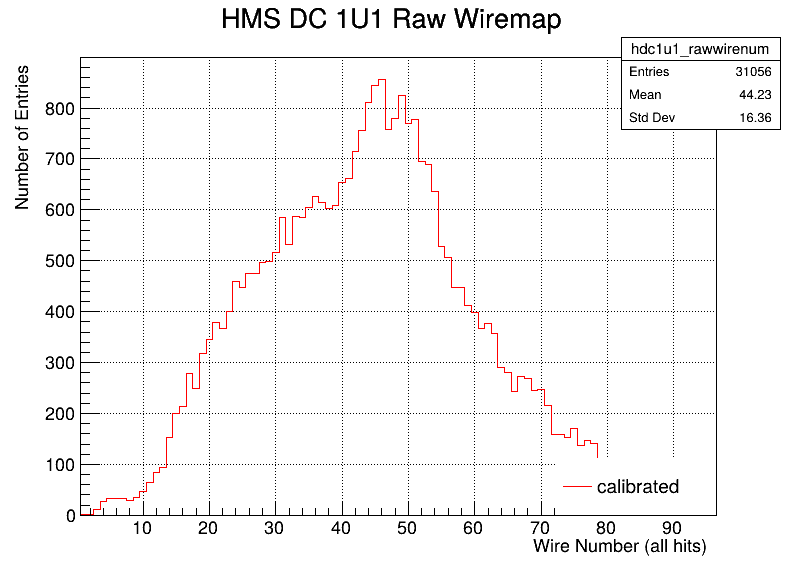 HMS DC 1U1 Raw Wiremap
hdc1u1_rawwirenum
Entries 31056
Mean 44.23
Std Dev 16.36
Number of Entries
800
700
600
500
400
300
200
100
0
calibrated
10 20 30 40 50 60 70 80 90
Wire Number (all hits)